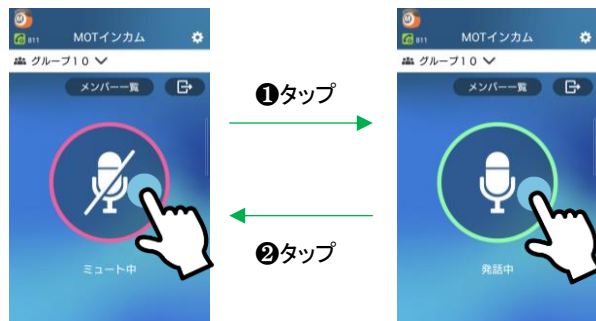 811
MOTインカム
グループ10
メンバー一覧
ミュート中
❶タップ
❷タップ
811
MOTインカム
グループ10
メンバー一覧
発話中